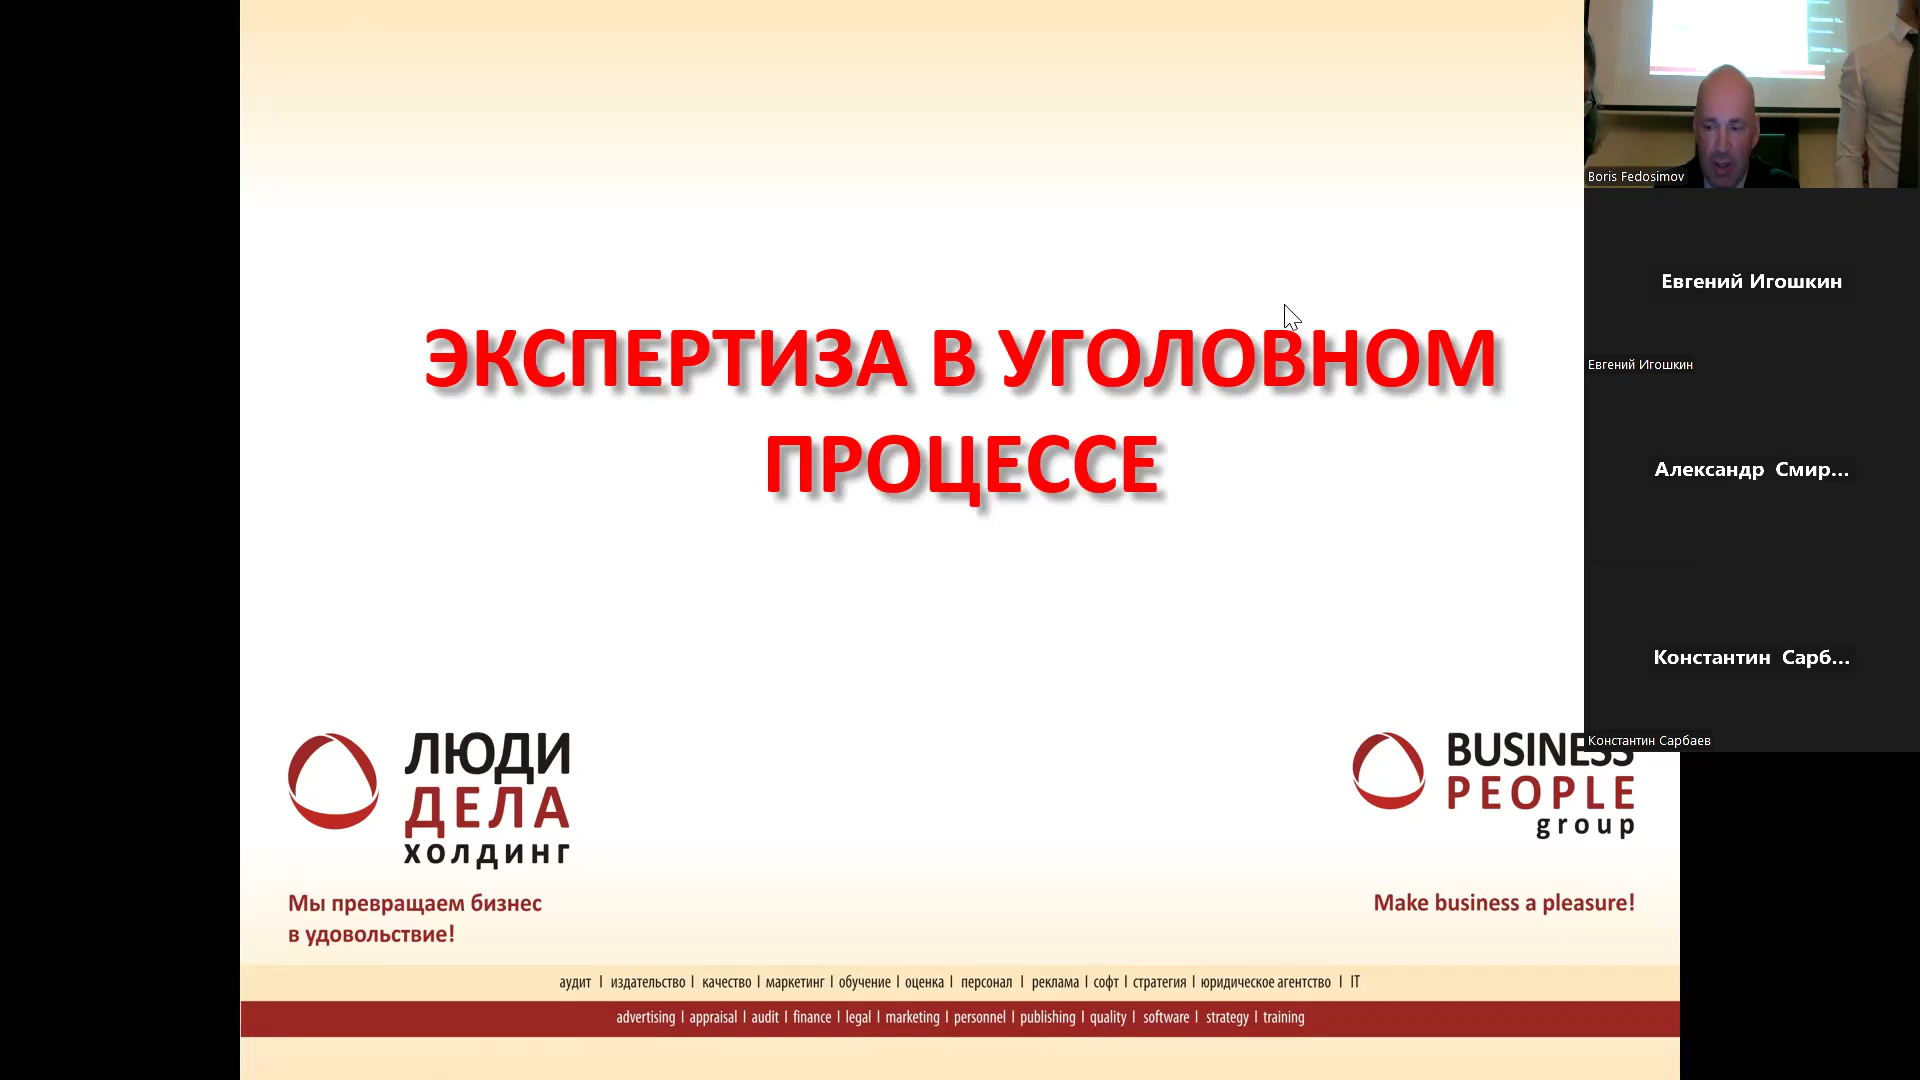 ЭКСПЕРТИЗА В УГОЛОВНОМ
ПРОЦЕССЕ
ЛЮДИ
ДЕЛА
ХОЛДИНГ
Мы превращаем бизнес
в удовольствие!
BUSINESS
PEOPLE
group
Make business a pleasure!
аудит | издательство | качество | маркетинг | обучение | оценка | персонал | реклама | софт | стратегия | юридическое агентство | IT
advertising | appraisal | audit | finance | legal | marketing | personnel | publishing | quality | software | strategy | training
Boris Fedosimov
Евгений Игошкин
Евгений Игошкин
Александр Смир...
Константин Сарб...
Константин Сарбаев